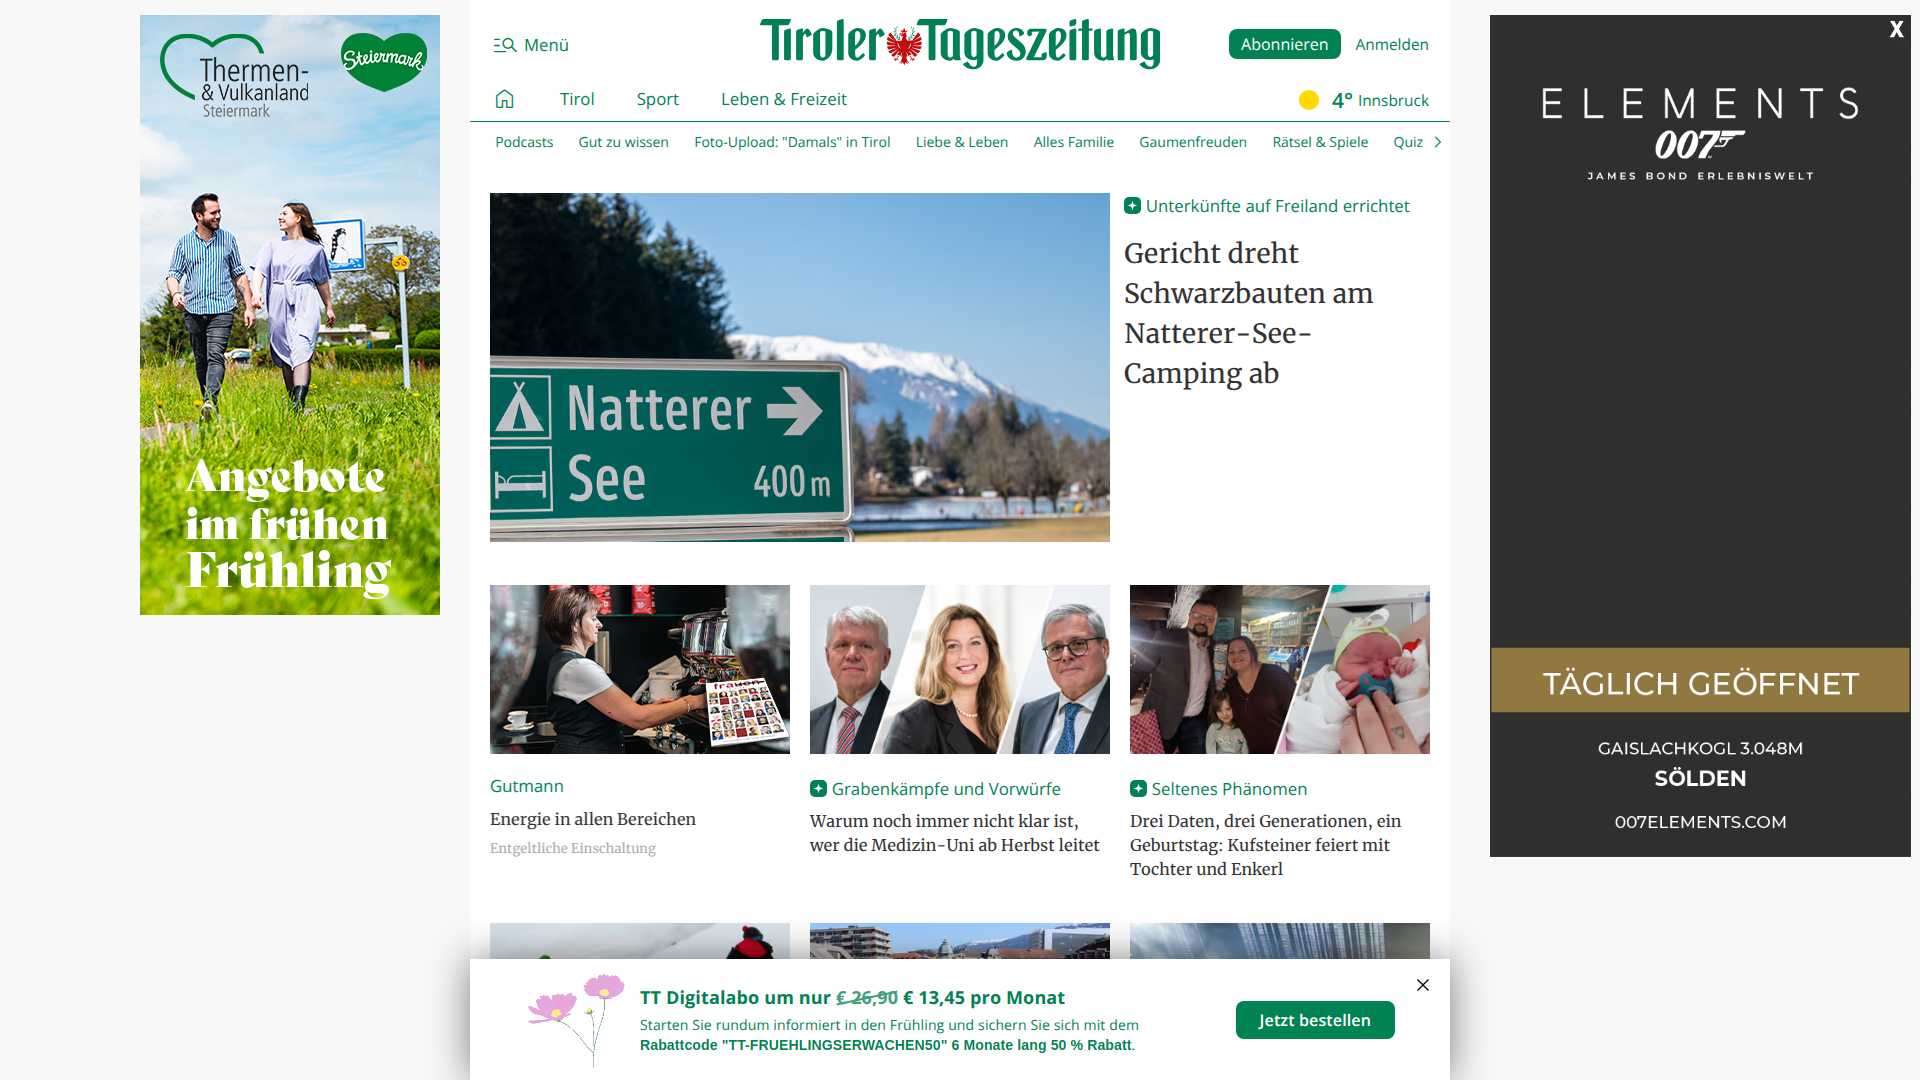 Thermen-
& Vulkanland
Steiermark
Steiermark
Angebote
im frühen
Frühling
Menü
Tiroler Tageszeitung
Abonnieren
Anmelden
Tirol
Sport
Leben & Freizeit
4° Innsbruck
Podcasts
Gut zu wissen
Foto-Upload: "Damals" in Tirol
Liebe & Leben
Alles Familie
Gaumenfreuden
Rätsel & Spiele
Quiz
Natterer
See
400 m
Unterkünfte auf Freiland errichtet
Gericht dreht
Schwarzbauten am
Natterer-See-
Camping ab
frauen
Gutmann
Energie in allen Bereichen
Entgeltliche Einschaltung
Grabenkämpfe und Vorwürfe
Warum noch immer nicht klar ist,
wer die Medizin-Uni ab Herbst leitet
Seltenes Phänomen
Drei Daten, drei Generationen, ein
Geburtstag: Kufsteiner feiert mit
Tochter und Enkerl
X
ELEMENTS
007
JAMES BOND ERLEBNISWELT
TÄGLICH GEÖFFNET
GAISLACHKOGL 3.048M
SÖLDEN
007ELEMENTS.COM
TT Digitalabo um nur € 26,90 € 13,45 pro Monat
Starten Sie rundum informiert in den Frühling und sichern Sie sich mit dem
Rabattcode "TT-FRUEHLINGSERWACHEN50" 6 Monate lang 50 % Rabatt.
Jetzt bestellen